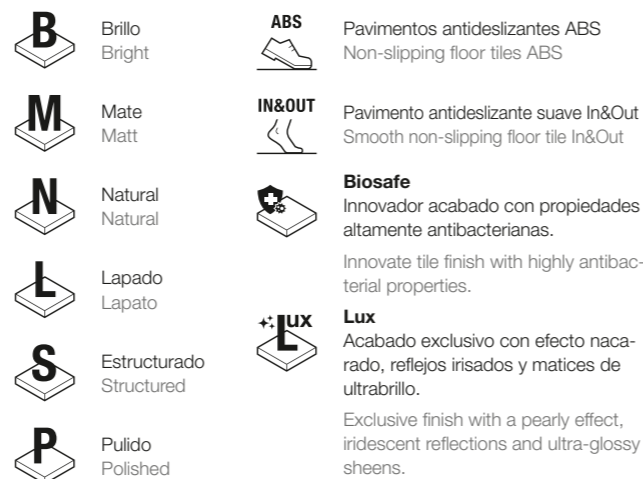 B
Brillo
Bright
M
Mate
Matt
N
Natural
Natural
L
Lapado
Lapato
S
Estructurado
Structured
P
Pulido
Polished
ABS
Pavimentos antideslizantes ABS
Non-slipping floor tiles ABS
IN&OUT
Pavimento antideslizante suave In&Out
Smooth non-slipping floor tile In&Out
Biosafe
Innovador acabado con propiedades
altamente antibacterianas.
Innovate tile finish with highly antibac-
terial properties.
Lux
Lux
Acabado exclusivo con efecto naca-
rado, reflejos irisados y matices de
ultrabrillo.
Exclusive finish with a pearly effect,
iridescent reflections and ultra-glossy
sheens.